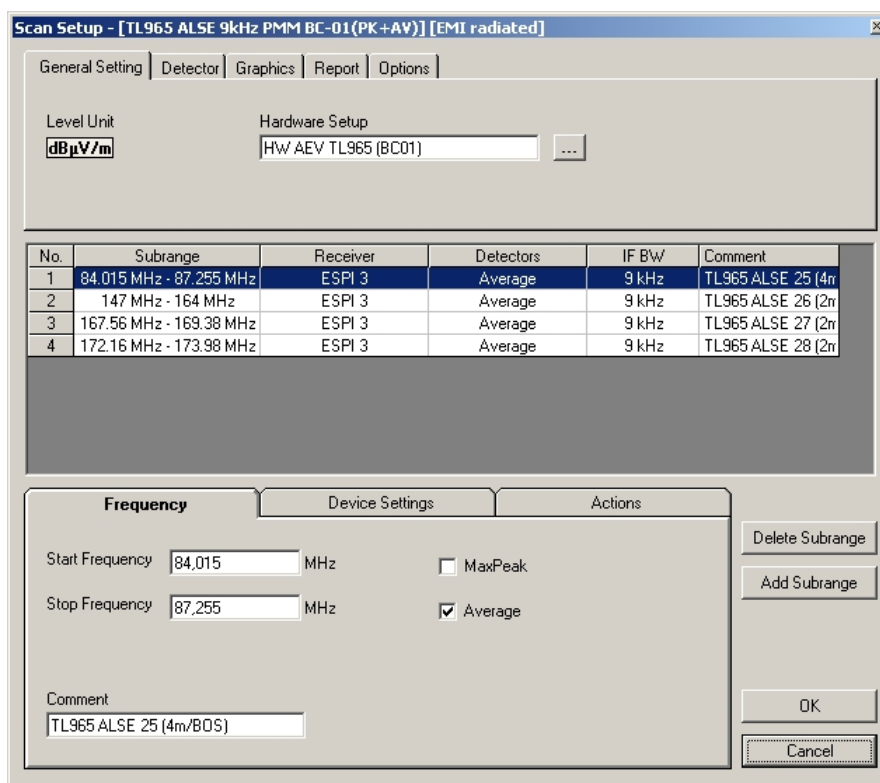 Scan Setup - [TL965 ALSE 9kHz PMM BC-01(PK+AV)] [EMI radiated]
General Setting Detector Graphics Report Options
Level Unit Hardware Setup
dBµV/m HW AEV TL965 (BC01) ...
No. Subrange Receiver Detectors IF BW Comment
1 84.015 MHz - 87.255 MHz ESPI 3 Average 9 kHz TL965 ALSE 25 (4m
2 147 MHz - 164 MHz ESPI 3 Average 9 kHz TL965 ALSE 26 (2m
3 167.56 MHz - 169.38 MHz ESPI 3 Average 9 kHz TL965 ALSE 27 (2m
4 172.16 MHz - 173.98 MHz ESPI 3 Average 9 kHz TL965 ALSE 28 (2m
Frequency Device Settings Actions
Delete Subrange
Start Frequency 84,015 MHz MaxPeak
Add Subrange
Stop Frequency 87,255 MHz Average
Comment
OK
TL965 ALSE 25 (4m/BOS)
Cancel